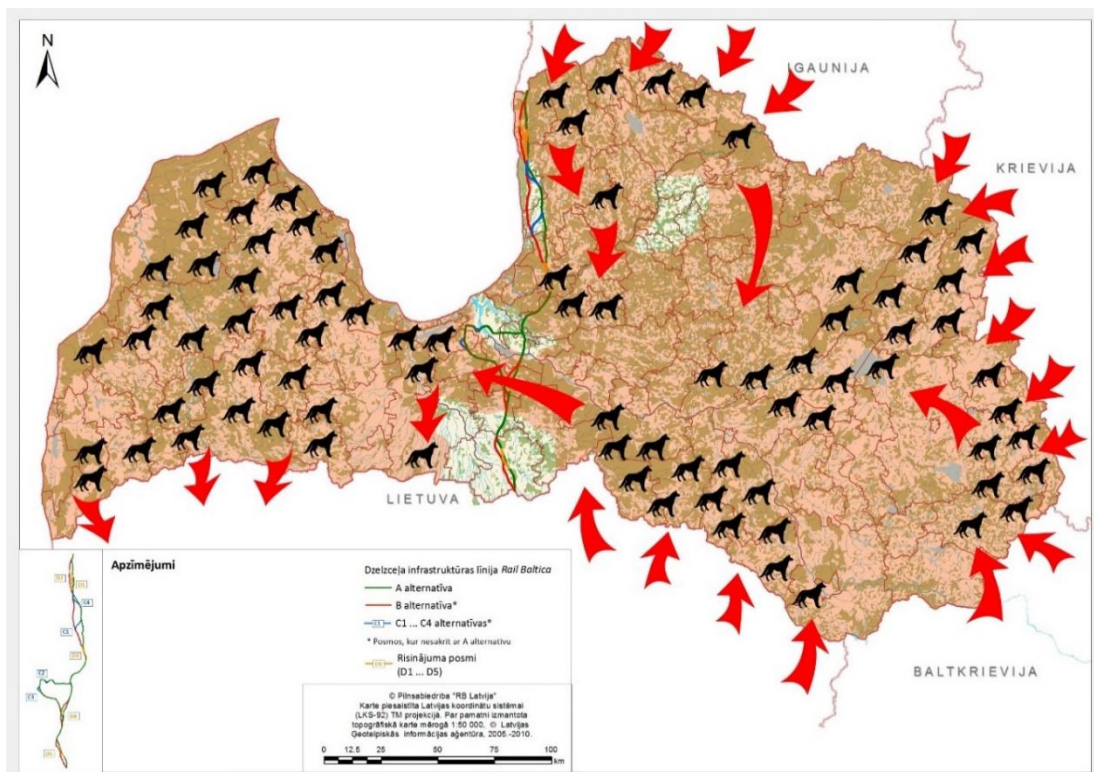 N
IGAUNIJA
KRIEVIJA
LIETUVA
BALTKRIEVIJA
Apzīmējumi
Dzelzceļa infrastruktūras līnija Rail Baltica
A alternatīva
B alternatīva*
C1 C1 ... C4 alternatīvas*
* Posmos, kur nesakrīt ar A alternatīvu
Risinājuma posmi
(D1 ... D5)
© Pilnsabiedrība "RB Latvija"
Karte piesaistīta Latvijas koordinātu sistēmai
(LKS-92) TM projekcijā. Par pamatni izmantota
topogrāfiskā karte mērogā 1:50 000. © Latvijas
Ģeotelpiskās informācijas aģentūra, 2005.-2010.
0 12.5 25 50 75 100
km
C4
C2